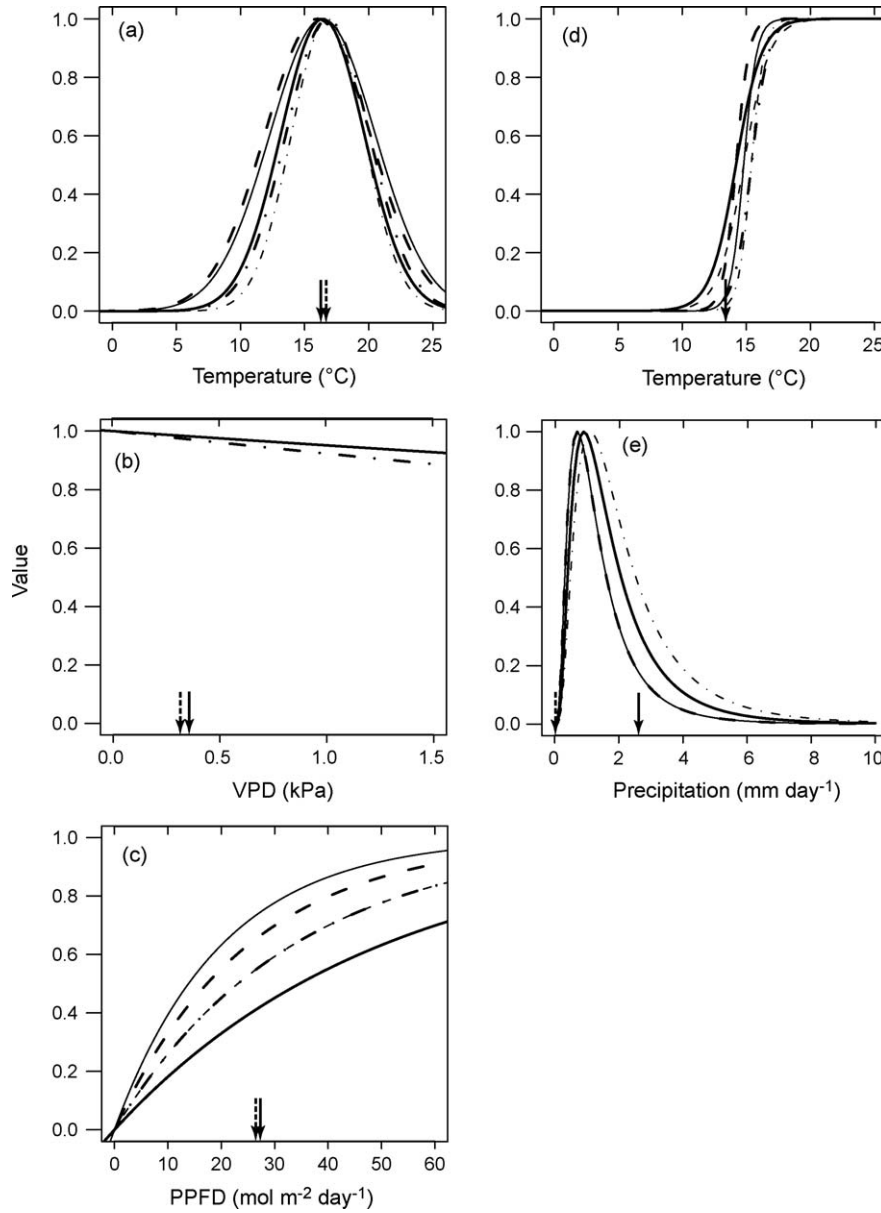 (a)
1.0
0.8
0.6
0.4
0.2
0.0
0 5 10 15 20 25
Temperature (°C)
(d)
1.0
0.8
0.6
0.4
0.2
0.0
0 5 10 15 20 25
Temperature (°C)
Value
(b)
1.0
0.8
0.6
0.4
0.2
0.0
0.0 0.5 1.0 1.5
VPD (kPa)
(e)
1.0
0.8
0.6
0.4
0.2
0.0
0 2 4 6 8 10
Precipitation (mm day⁻¹)
(c)
1.0
0.8
0.6
0.4
0.2
0.0
0 10 20 30 40 50 60
PPFD (mol m⁻² day⁻¹)